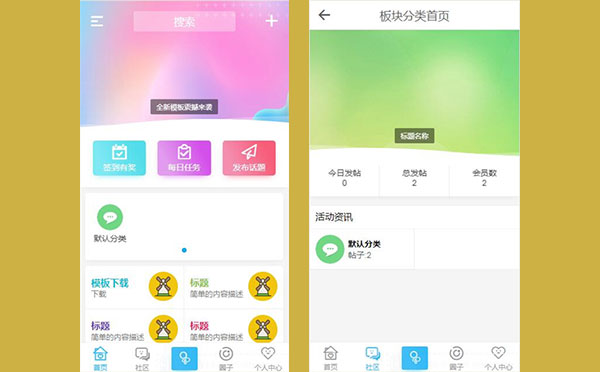 搜索
全新模板震撼来袭
签到有奖
每日任务
发布话题
默认分类
模板下载
下载
标题
简单的内容描述
标题
简单的内容描述
标题
简单的内容描述
首页
社区
圈子
个人中心
板块分类首页
标题名称
今日发帖
0
总发帖
2
会员数
2
活动资讯
默认分类
帖子:2
首页
社区
圈子
个人中心